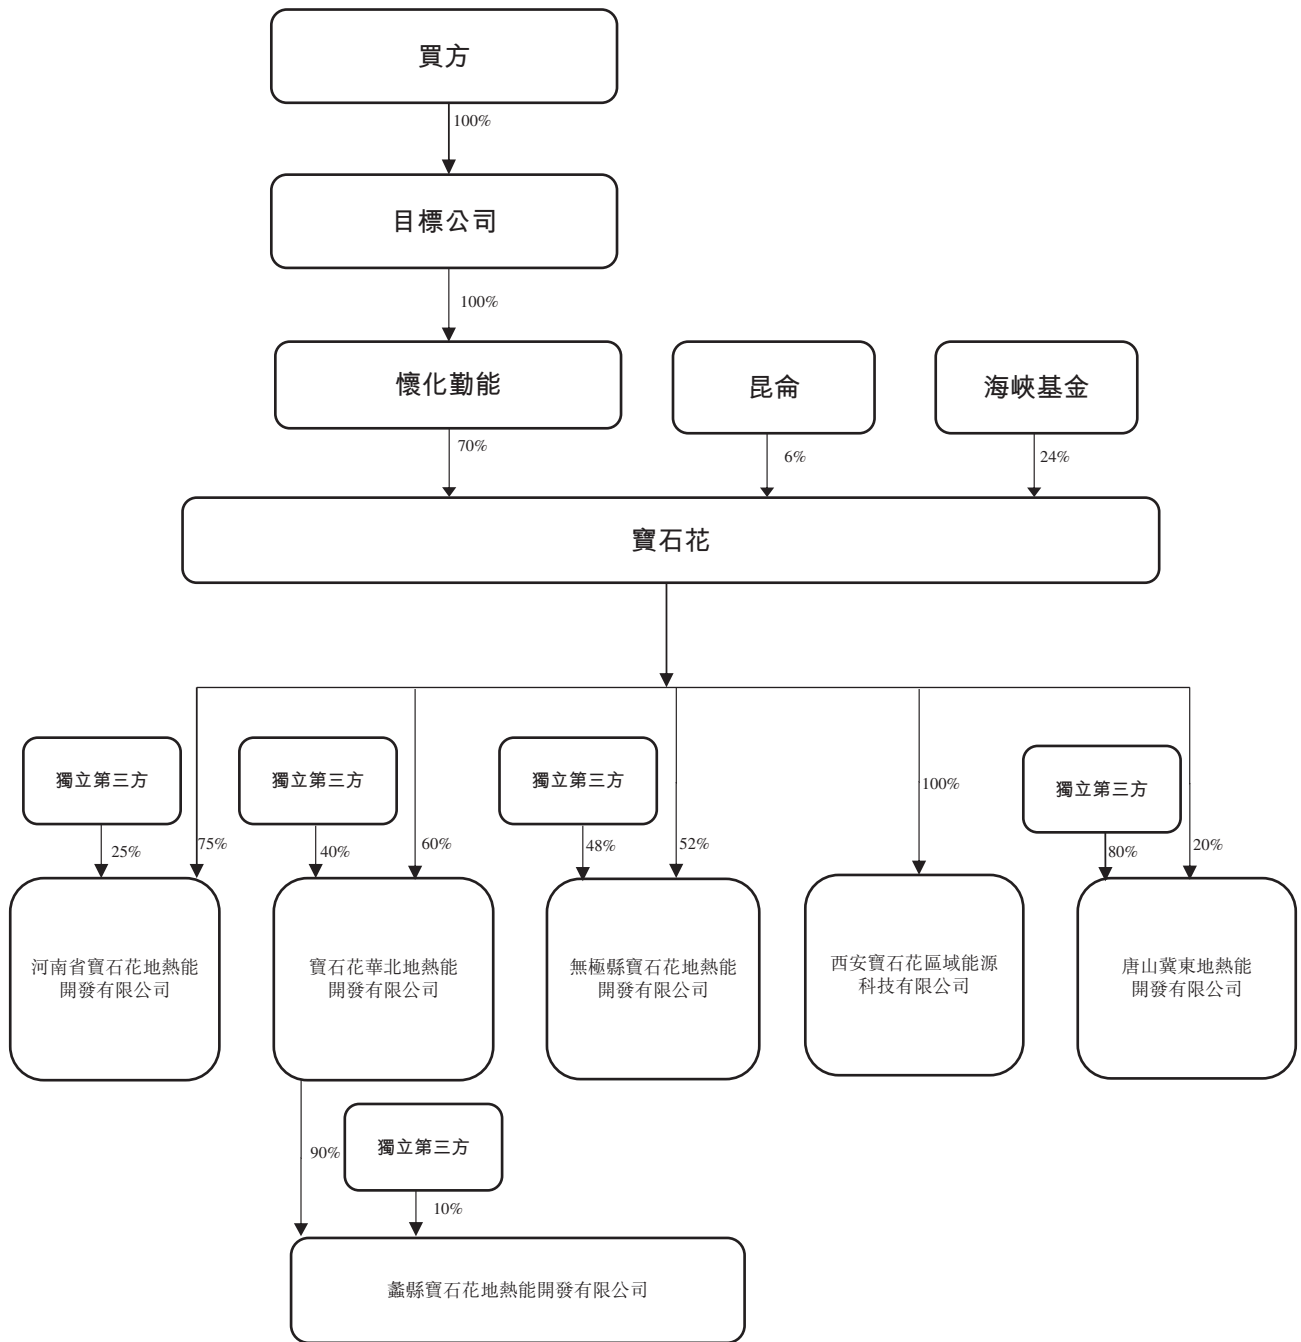 買方
100%
目標公司
100%
懷化勤能
昆侖
海峽基金
70%
6%
24%
寶石花
獨立第三方
獨立第三方
獨立第三方
獨立第三方
25%
75%
40%
60%
48%
52%
100%
80%
20%
河南省寶石花地熱能
開發有限公司
寶石花華北地熱能
開發有限公司
無極縣寶石花地熱能
開發有限公司
西安寶石花區域能源
科技有限公司
唐山冀東地熱能
開發有限公司
90%
獨立第三方
10%
蠡縣寶石花地熱能開發有限公司